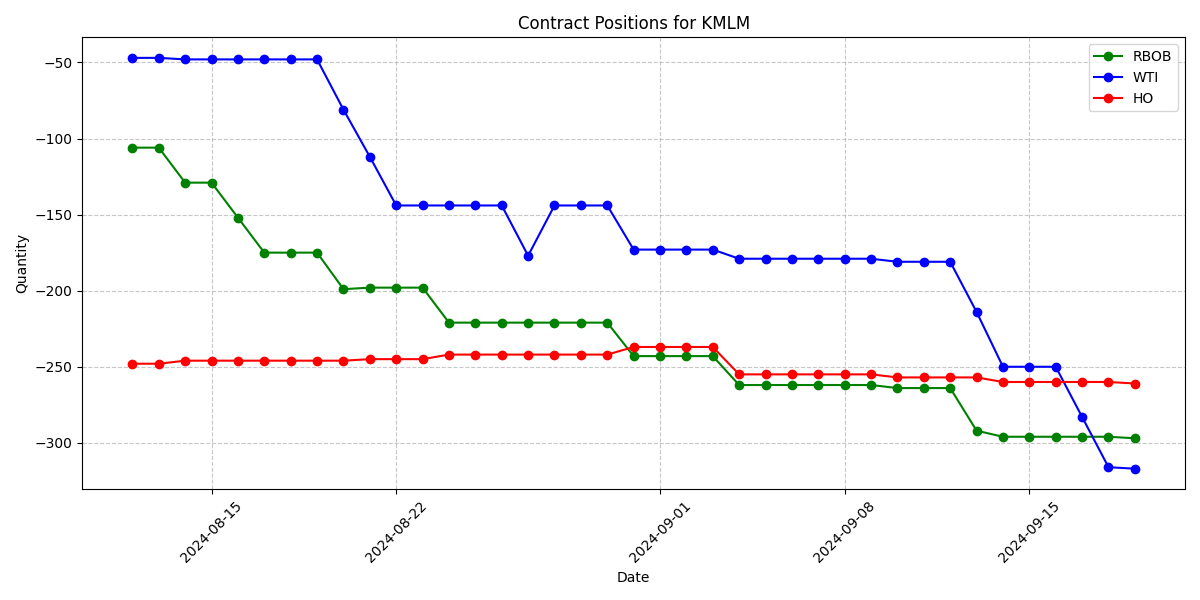 Contract Positions for KMLM
RBOB
WTI
HO
Quantity
−50
−100
−150
−200
−250
−300
2024-08-15
2024-08-22
2024-09-01
2024-09-08
2024-09-15
Date